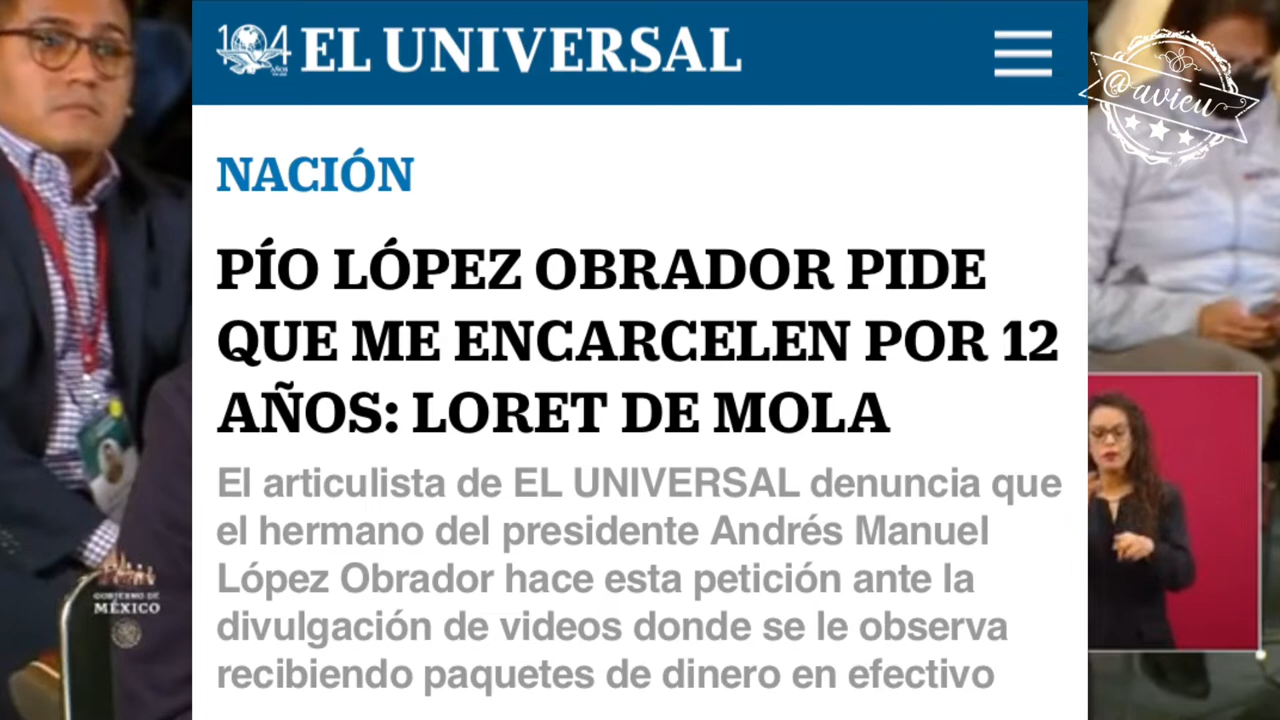 104 AÑOS
EL UNIVERSAL
@avieu
NACIÓN
PÍO LÓPEZ OBRADOR PIDE
QUE ME ENCARCELEN POR 12
AÑOS: LORET DE MOLA
El articulista de EL UNIVERSAL denuncia que
el hermano del presidente Andrés Manuel
López Obrador hace esta petición ante la
divulgación de videos donde se le observa
recibiendo paquetes de dinero en efectivo
GOBIERNO DE
MÉXICO